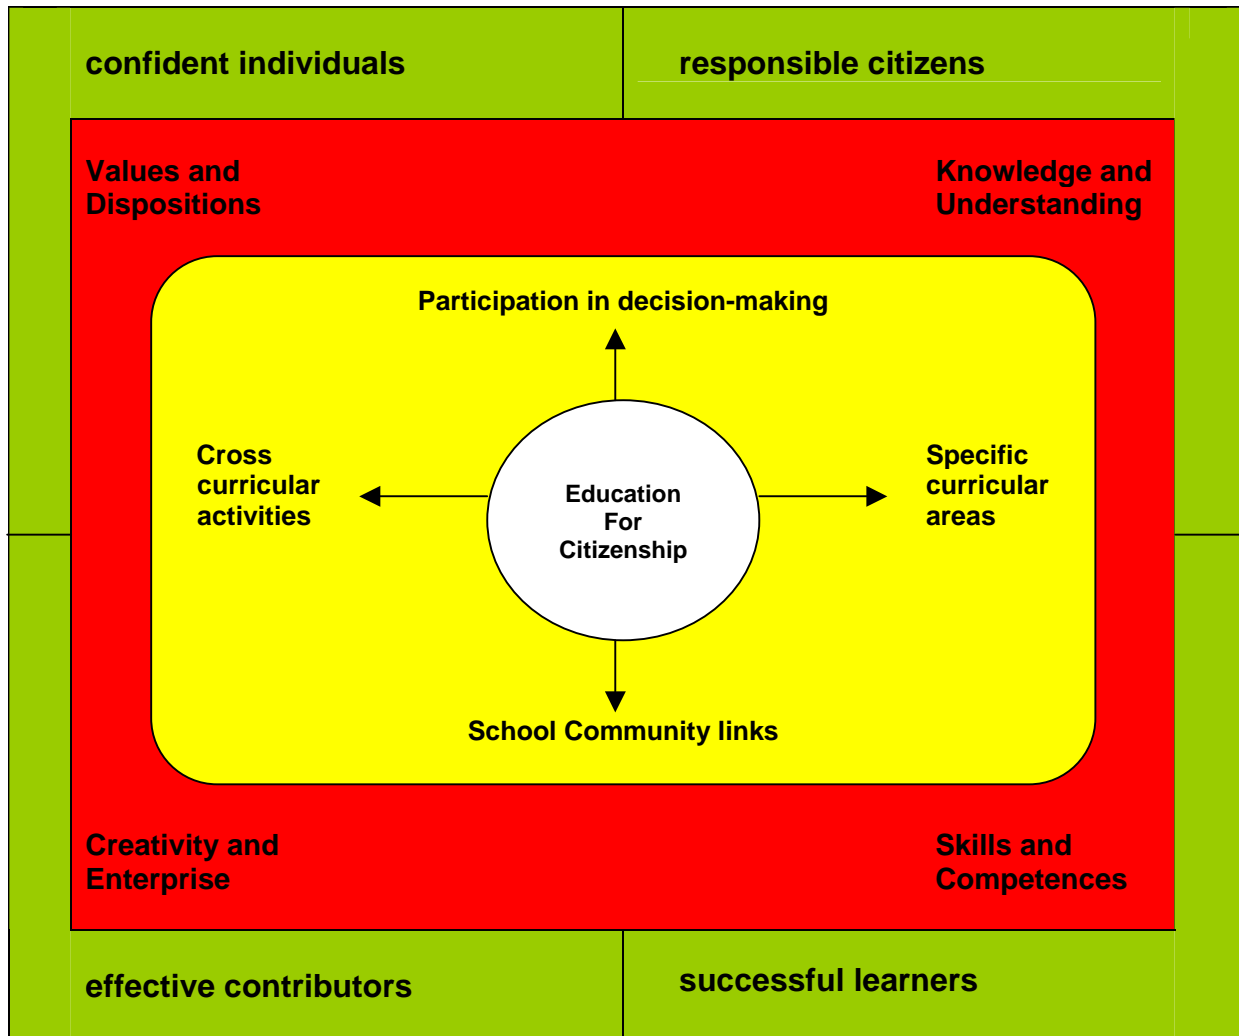 confident individuals
responsible citizens
Values and
Dispositions
Knowledge and
Understanding
Participation in decision-making
Cross
curricular
activities
Education
For
Citizenship
Specific
curricular
areas
School Community links
Creativity and
Enterprise
Skills and
Competences
effective contributors
successful learners